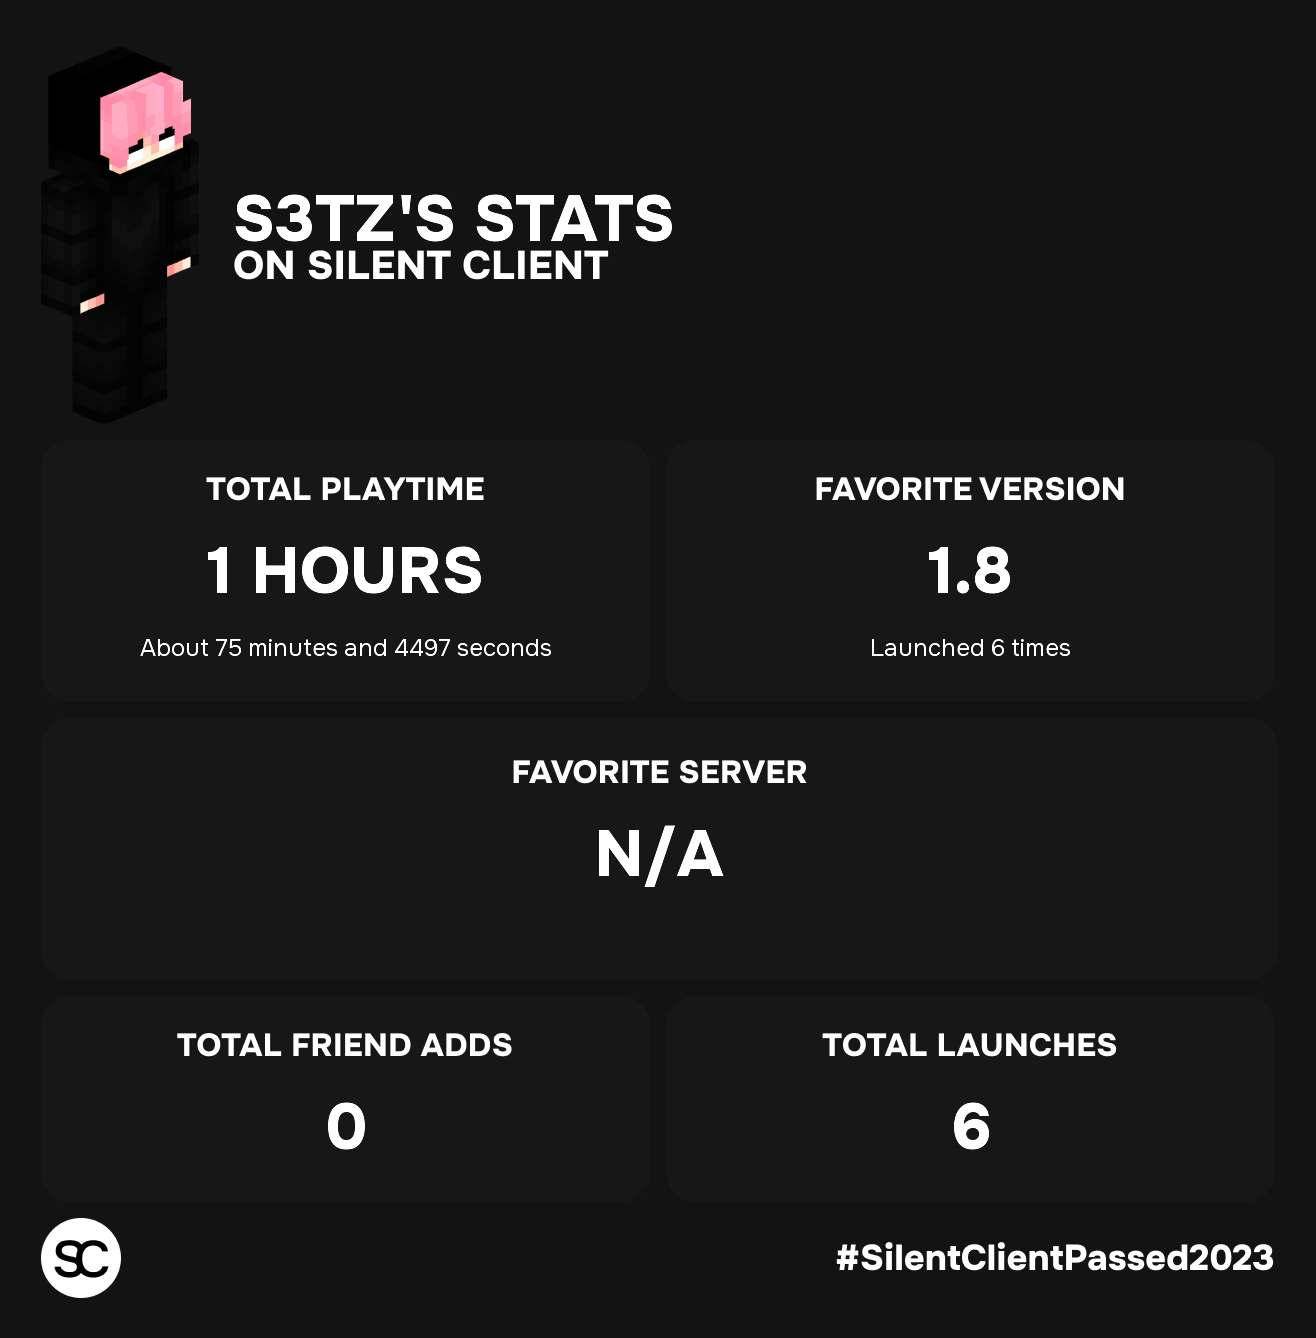 S3TZ'S STATS
ON SILENT CLIENT
TOTAL PLAYTIME
1 HOURS
About 75 minutes and 4497 seconds
FAVORITE VERSION
1.8
Launched 6 times
FAVORITE SERVER
N/A
TOTAL FRIEND ADDS
0
TOTAL LAUNCHES
6
SC
#SilentClientPassed2023